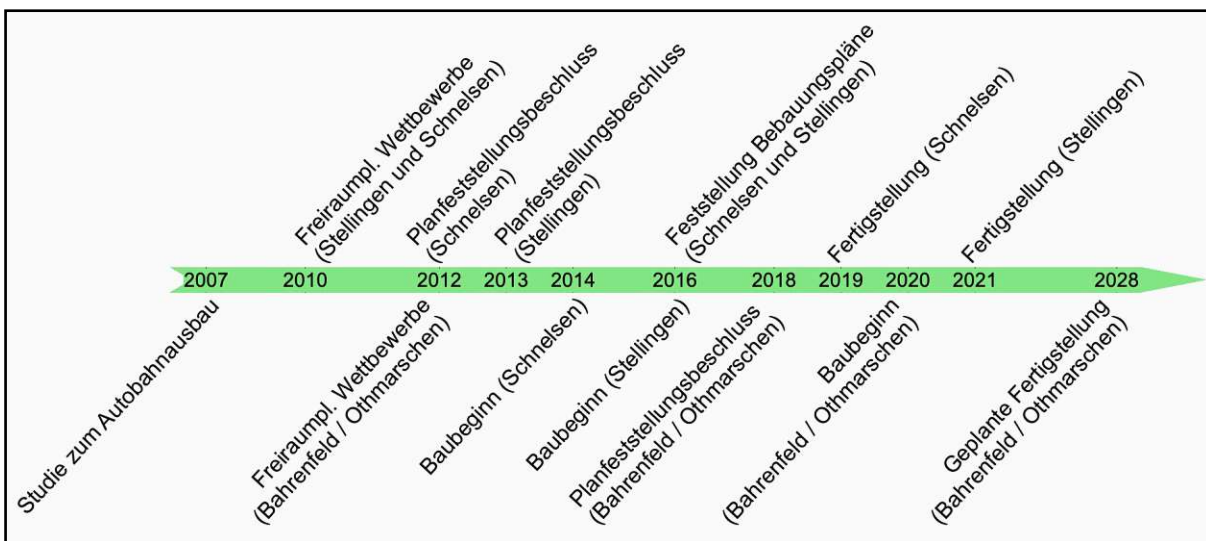 Freiraumpl. Wettbewerbe
(Stellingen und Schnelsen)
Planfeststellungsbeschluss
(Schnelsen)
Planfeststellungsbeschluss
(Stellingen)
Feststellung Bebauungspläne
(Schnelsen und Stellingen)
Fertigstellung (Schnelsen)
Fertigstellung (Stellingen)
2007 2010 2012 2013 2014 2016 2018 2019 2020 2021 2028
Studie zum Autobahnausbau
Freiraumpl. Wettbewerbe
(Bahrenfeld / Othmarschen)
Baubeginn (Schnelsen)
Baubeginn (Stellingen)
Planfeststellungsbeschluss
(Bahrenfeld / Othmarschen)
Baubeginn
(Bahrenfeld / Othmarschen)
Geplante Fertigstellung
(Bahrenfeld / Othmarschen)